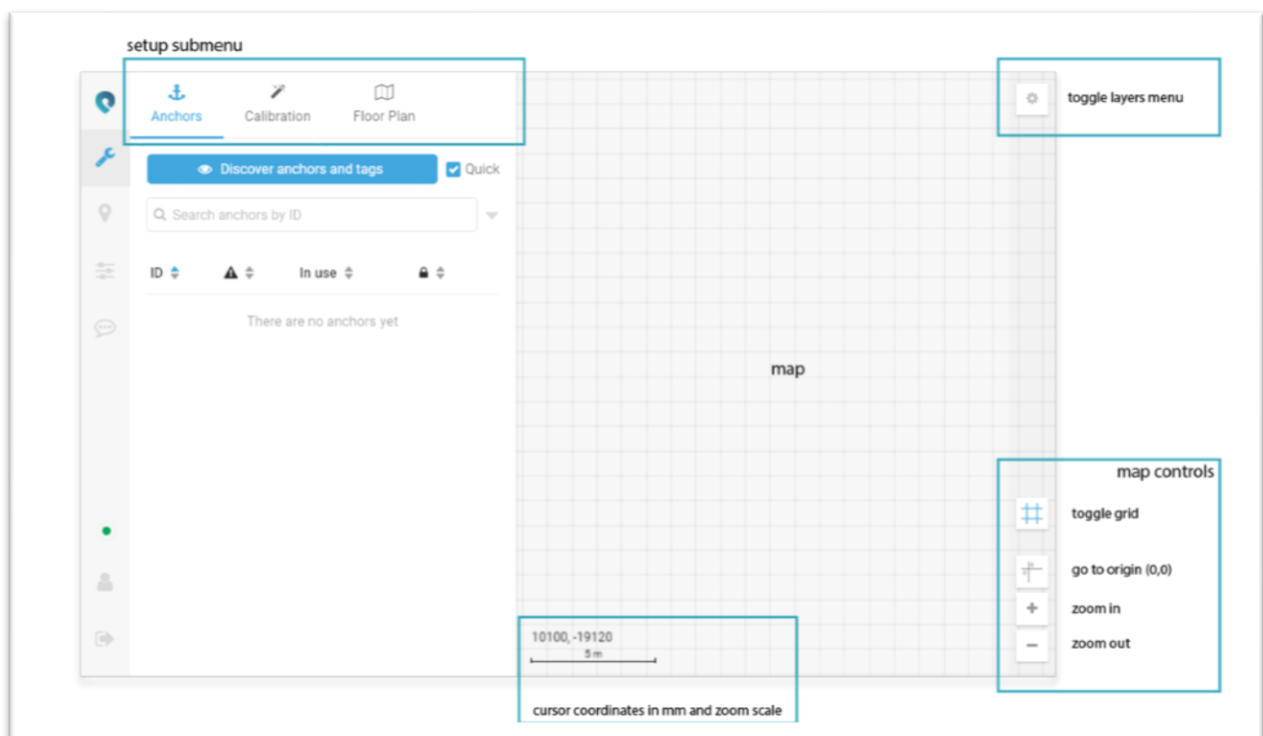 setup submenu
Anchors
Calibration
Floor Plan
toggle layers menu
Discover anchors and tags
Quick
Search anchors by ID
ID
In use
There are no anchors yet
map
map controls
toggle grid
go to origin (0,0)
zoom in
zoom out
10100, -19120
5 m
cursor coordinates in mm and zoom scale